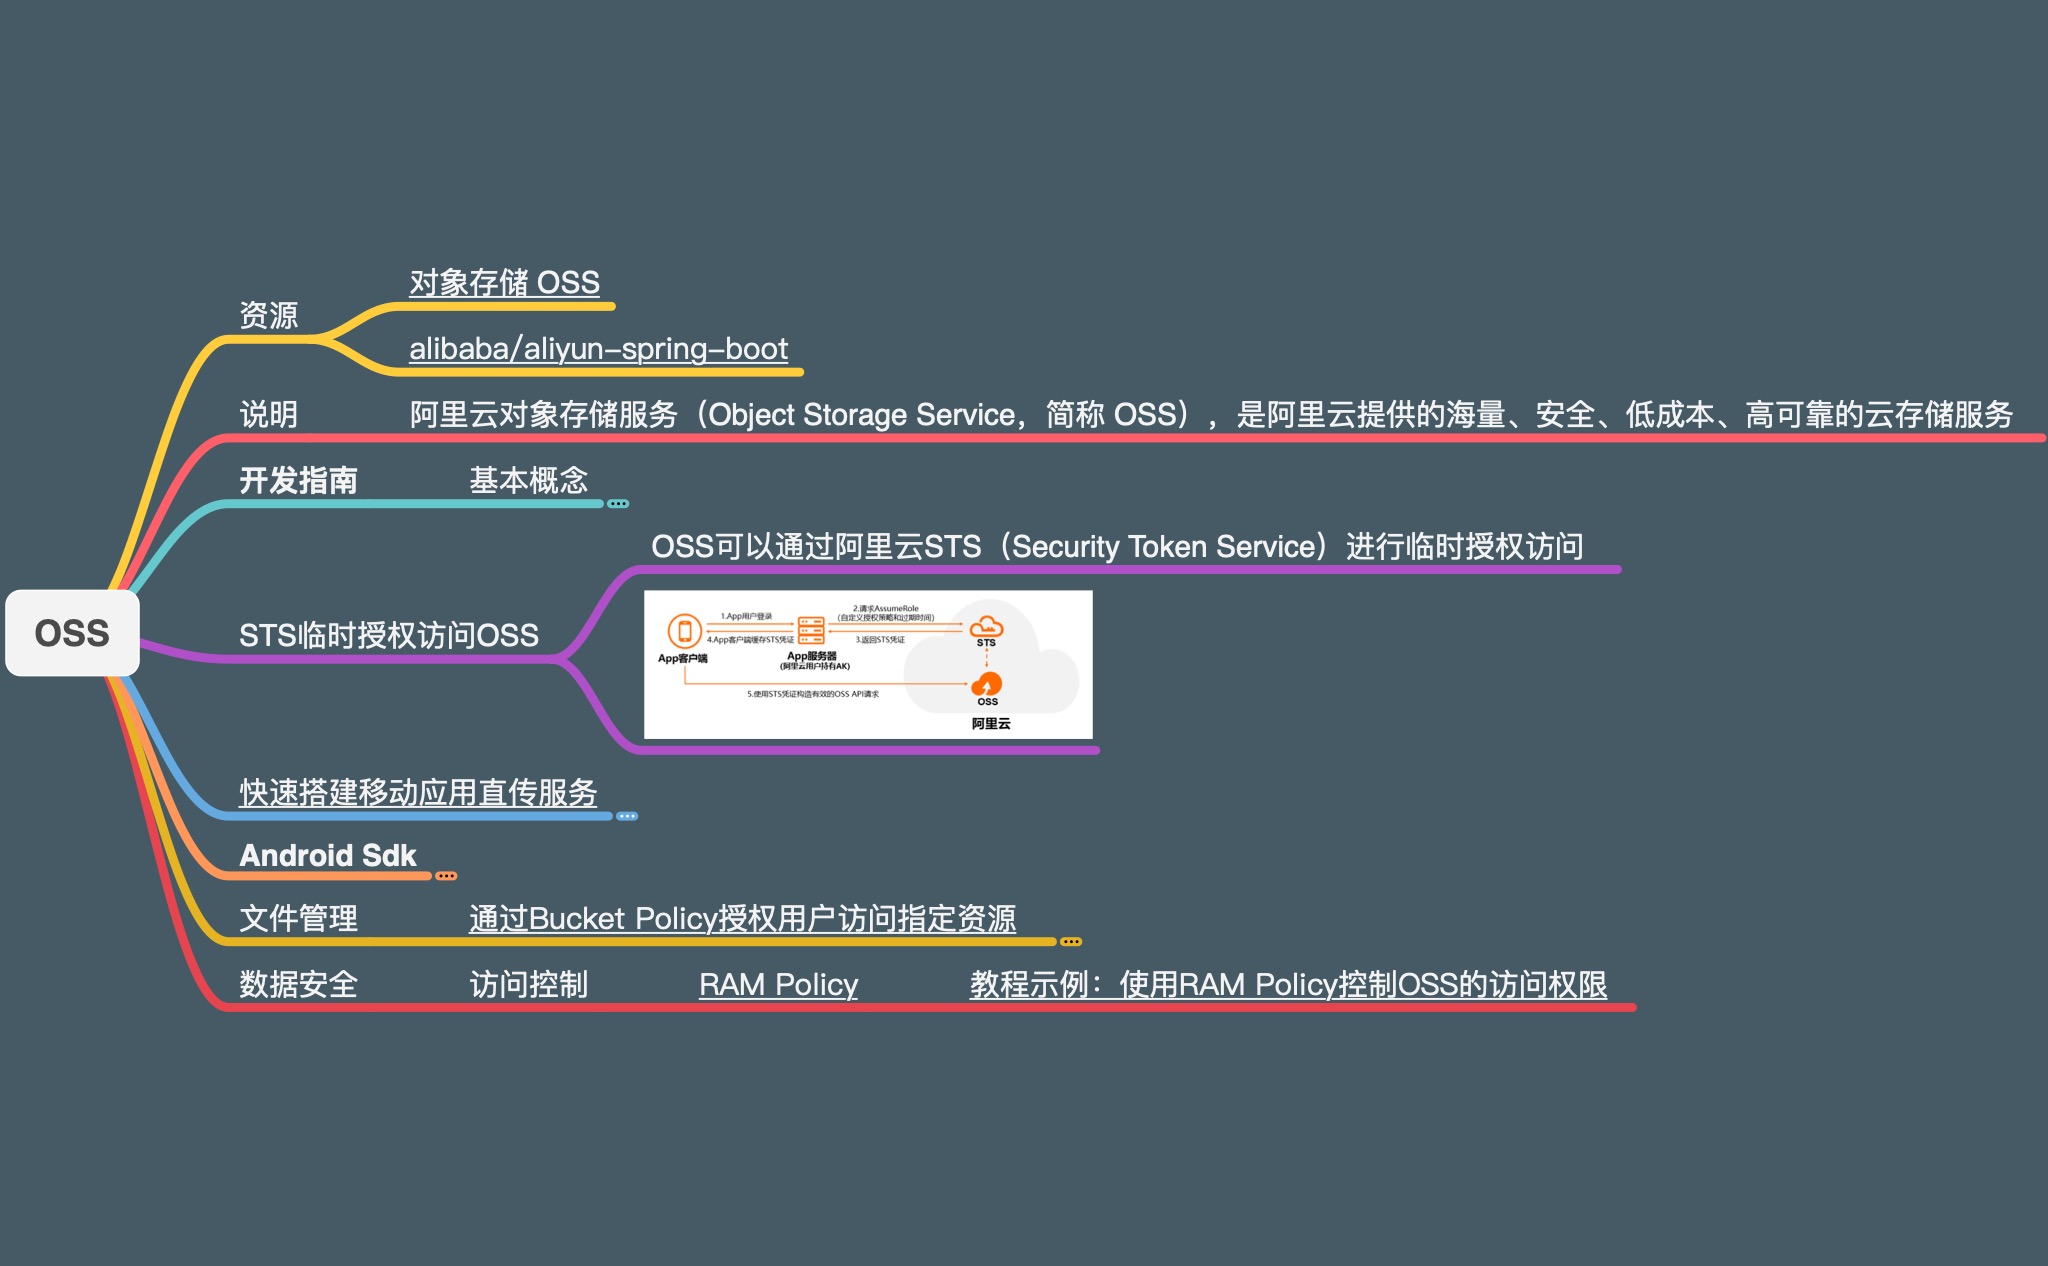 OSS
资源
对象存储 OSS
alibaba/aliyun-spring-boot
说明
阿里云对象存储服务（Object Storage Service，简称 OSS），是阿里云提供的海量、安全、低成本、高可靠的云存储服务
开发指南
基本概念
STS临时授权访问OSS
OSS可以通过阿里云STS（Security Token Service）进行临时授权访问
1.App用户登录
2.请求AssumeRole
(自定义授权策略和过期时间)
4.App客户端缓存STS凭证
3.返回STS凭证
STS
App客户端
App服务器
(阿里云用户持有AK)
5.使用STS凭证构造有效的OSS API请求
OSS
阿里云
快速搭建移动应用直传服务
Android Sdk
文件管理
通过Bucket Policy授权用户访问指定资源
数据安全
访问控制
RAM Policy
教程示例：使用RAM Policy控制OSS的访问权限